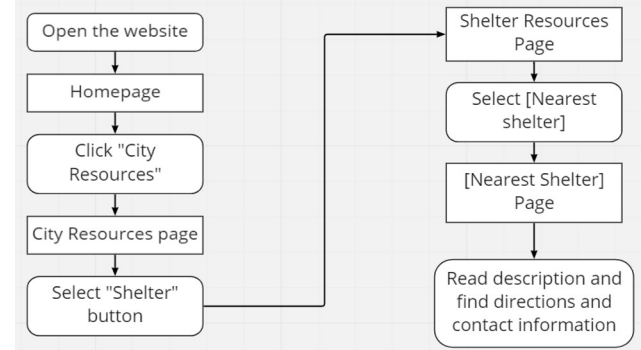 Open the website
Homepage
Click "City
Resources"
City Resources page
Select "Shelter"
button
Shelter Resources
Page
Select [Nearest
shelter]
[Nearest Shelter]
Page
Read description and
find directions and
contact information